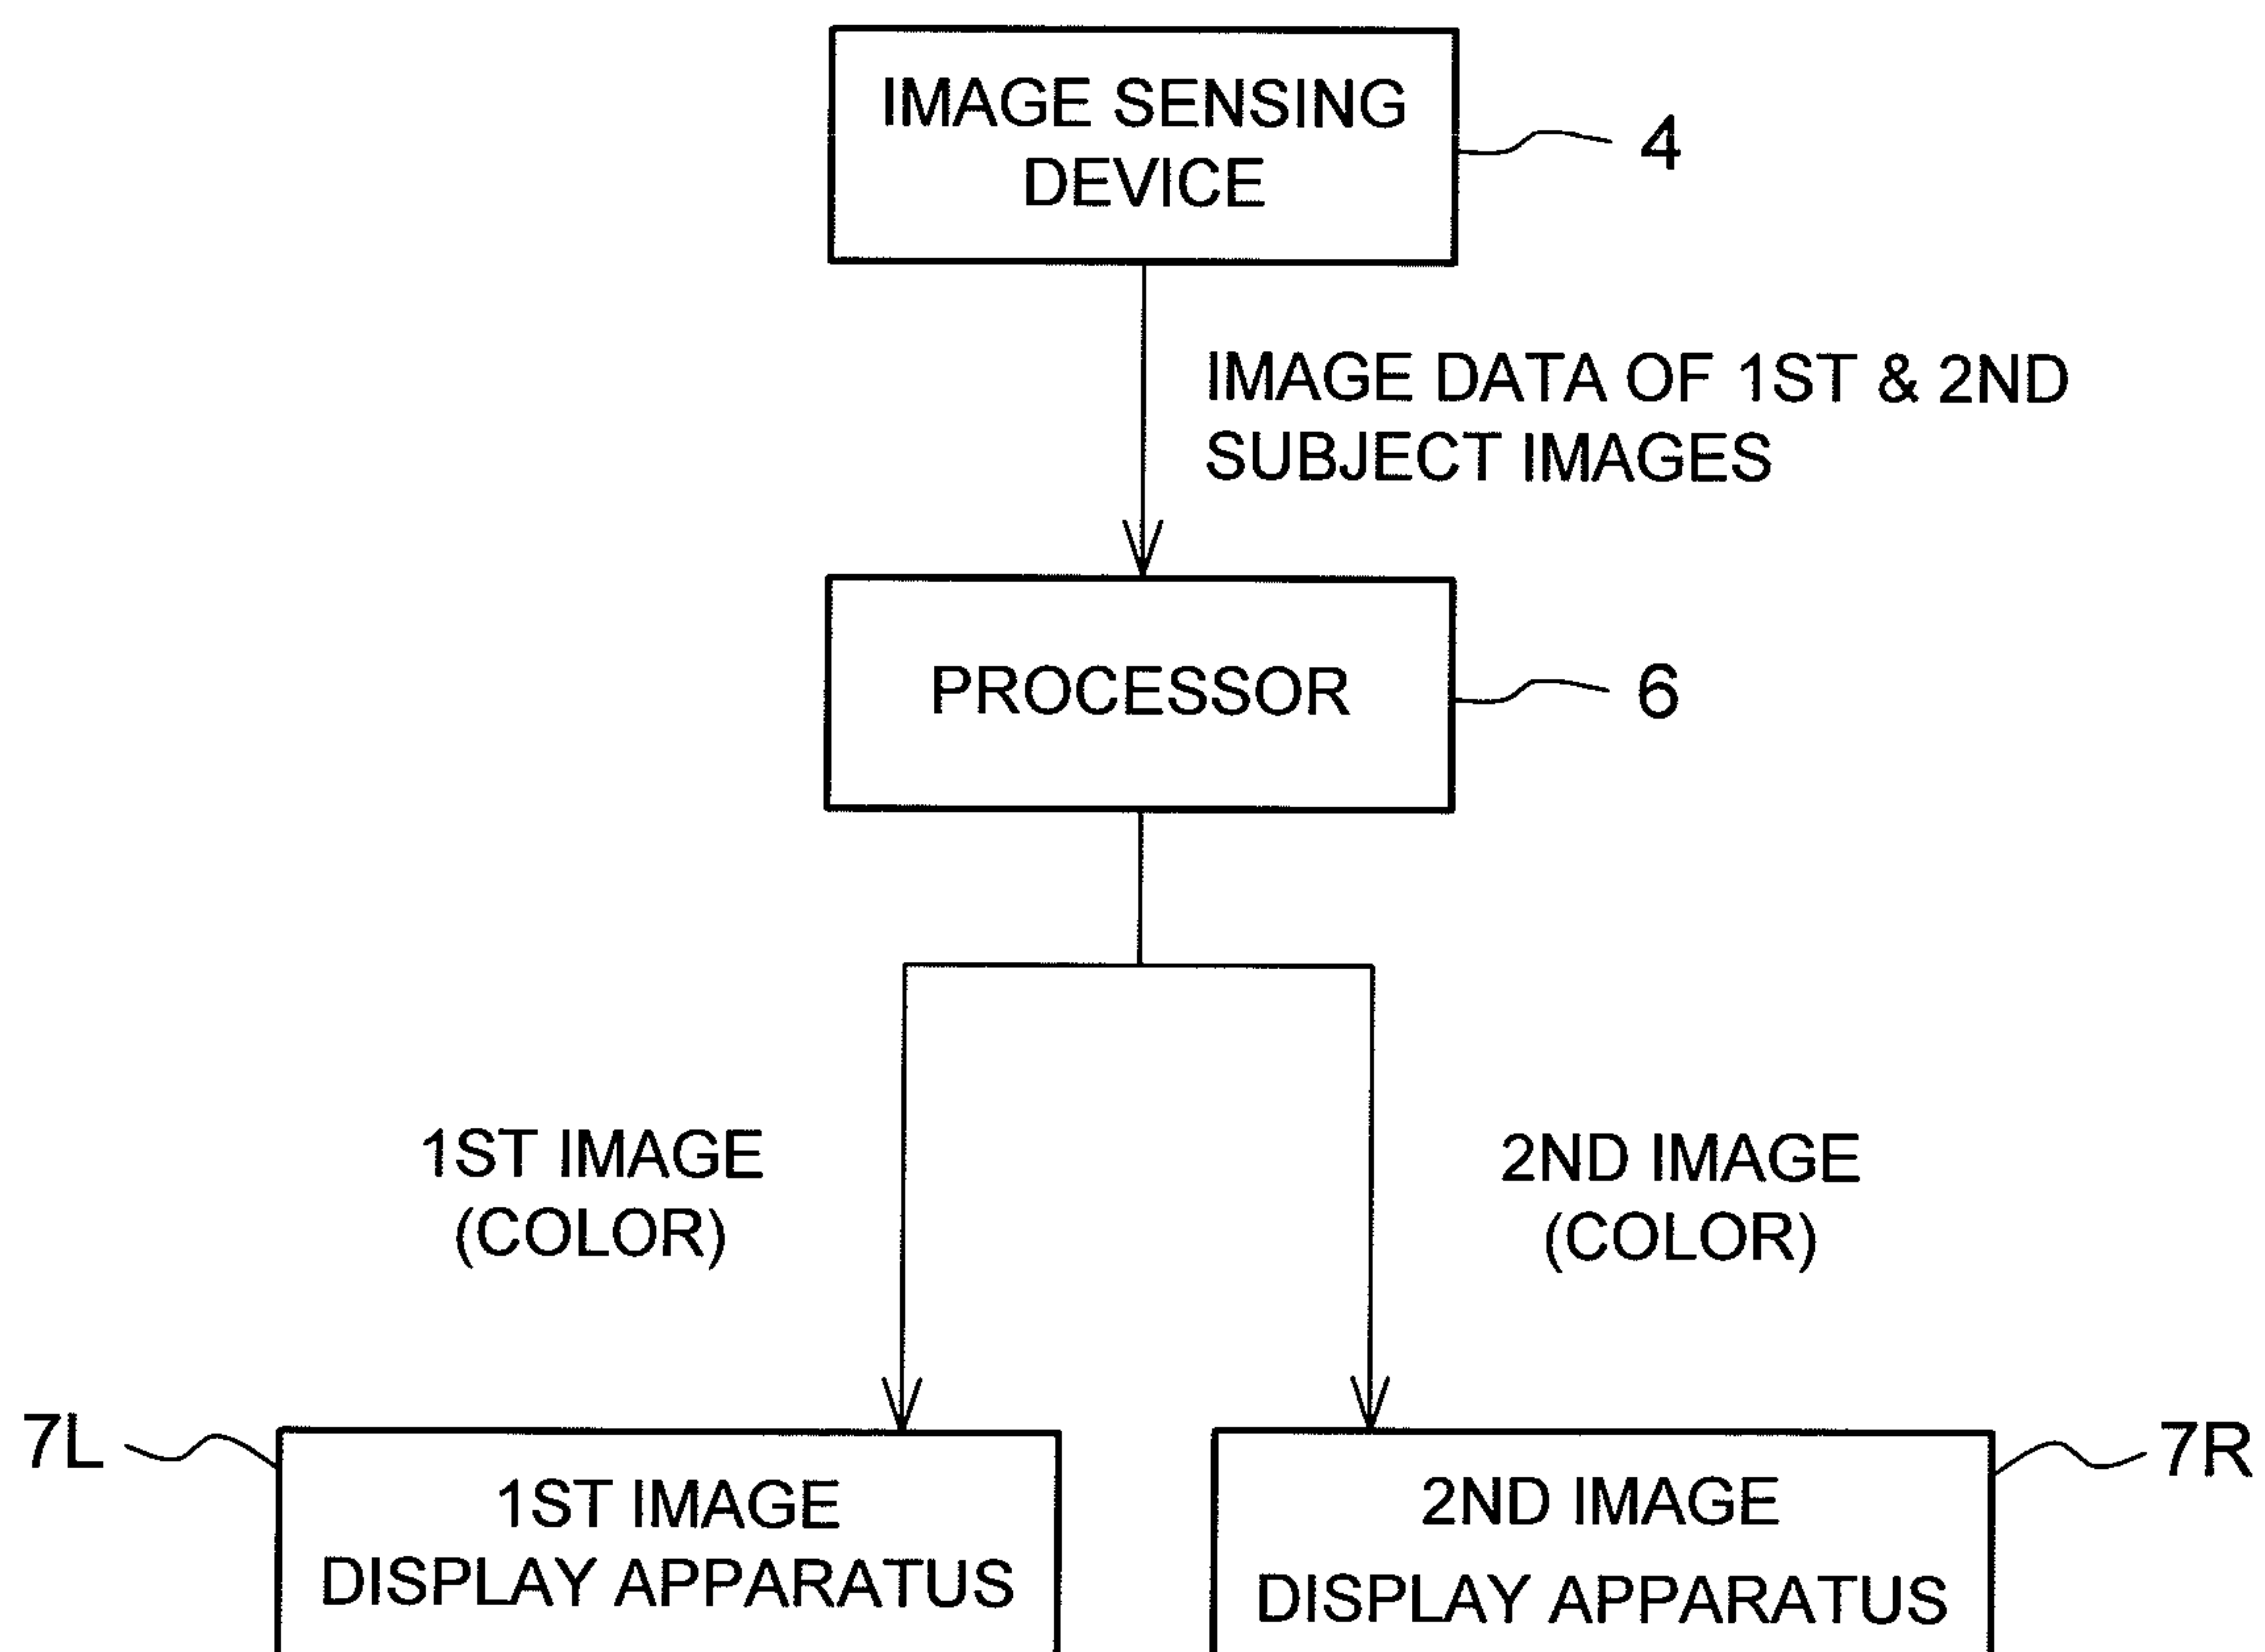 IMAGE SENSING
DEVICE
4
IMAGE DATA OF 1ST & 2ND
SUBJECT IMAGES
PROCESSOR
6
1ST IMAGE
(COLOR)
2ND IMAGE
(COLOR)
7L
1ST IMAGE
DISPLAY APPARATUS
2ND IMAGE
DISPLAY APPARATUS
7R